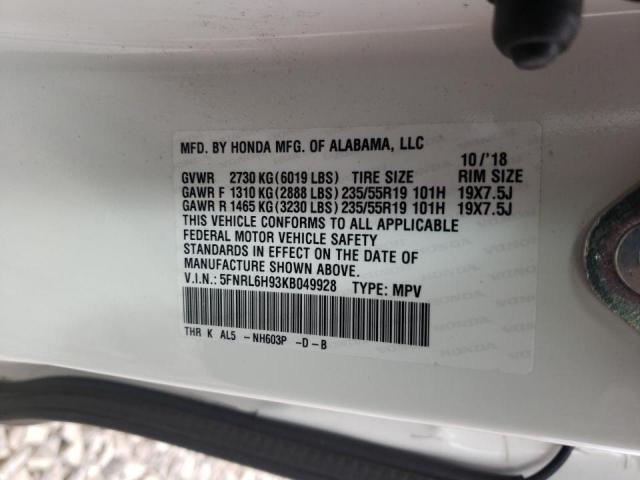 MFD. BY HONDA MFG. OF ALABAMA, LLC
10/'18
GVWR 2730 KG(6019 LBS) TIRE SIZE RIM SIZE
GAWR F 1310 KG(2888 LBS) 235/55R19 101H 19X7.5J
GAWR R 1465 KG(3230 LBS) 235/55R19 101H 19X7.5J
THIS VEHICLE CONFORMS TO ALL APPLICABLE
FEDERAL MOTOR VEHICLE SAFETY
STANDARDS IN EFFECT ON THE DATE OF
MANUFACTURE SHOWN ABOVE.
V.I.N.: 5FNRL6H93KB049928 TYPE: MPV
THR K AL5 -NH603P -D-B